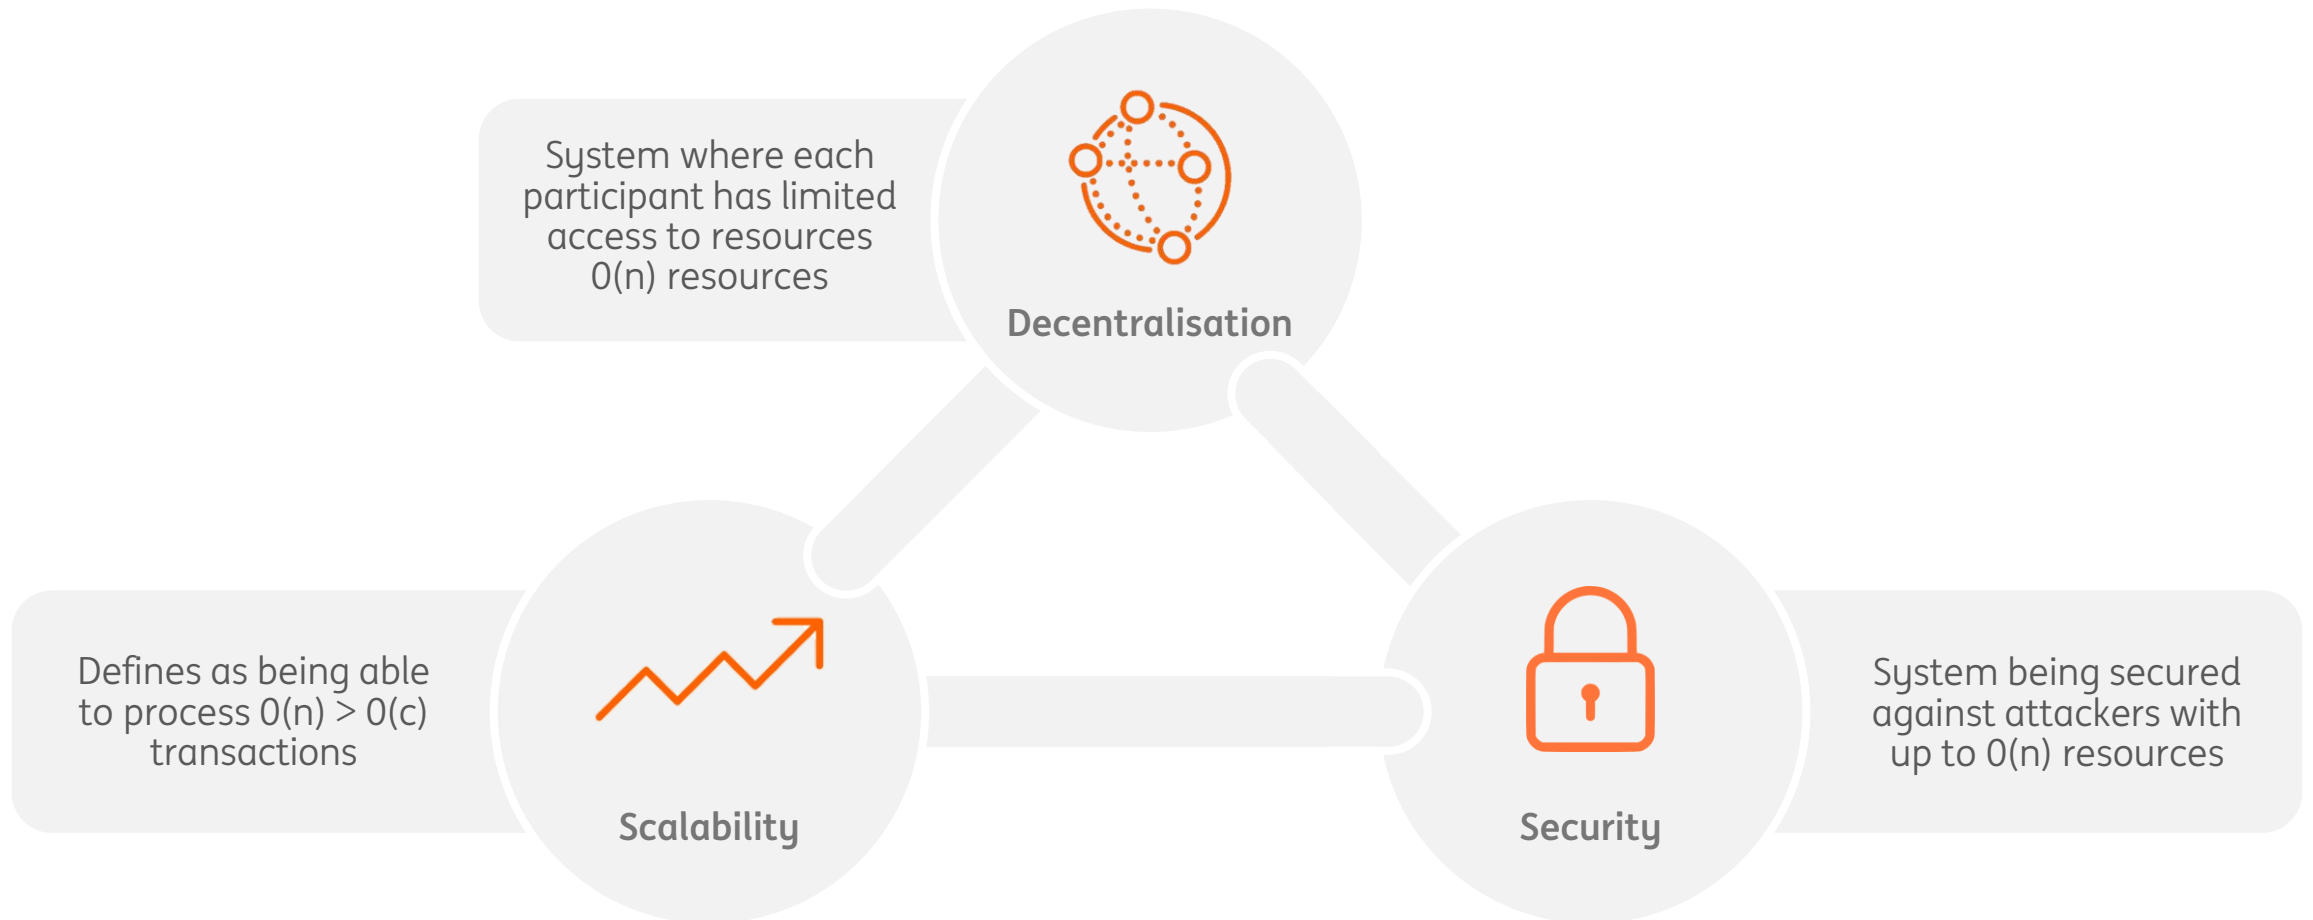 System where each
participant has limited
access to resources
0(n) resources
Decentralisation
Defines as being able
to process 0(n) > 0(c)
transactions
Scalability
Security
System being secured
against attackers with
up to 0(n) resources